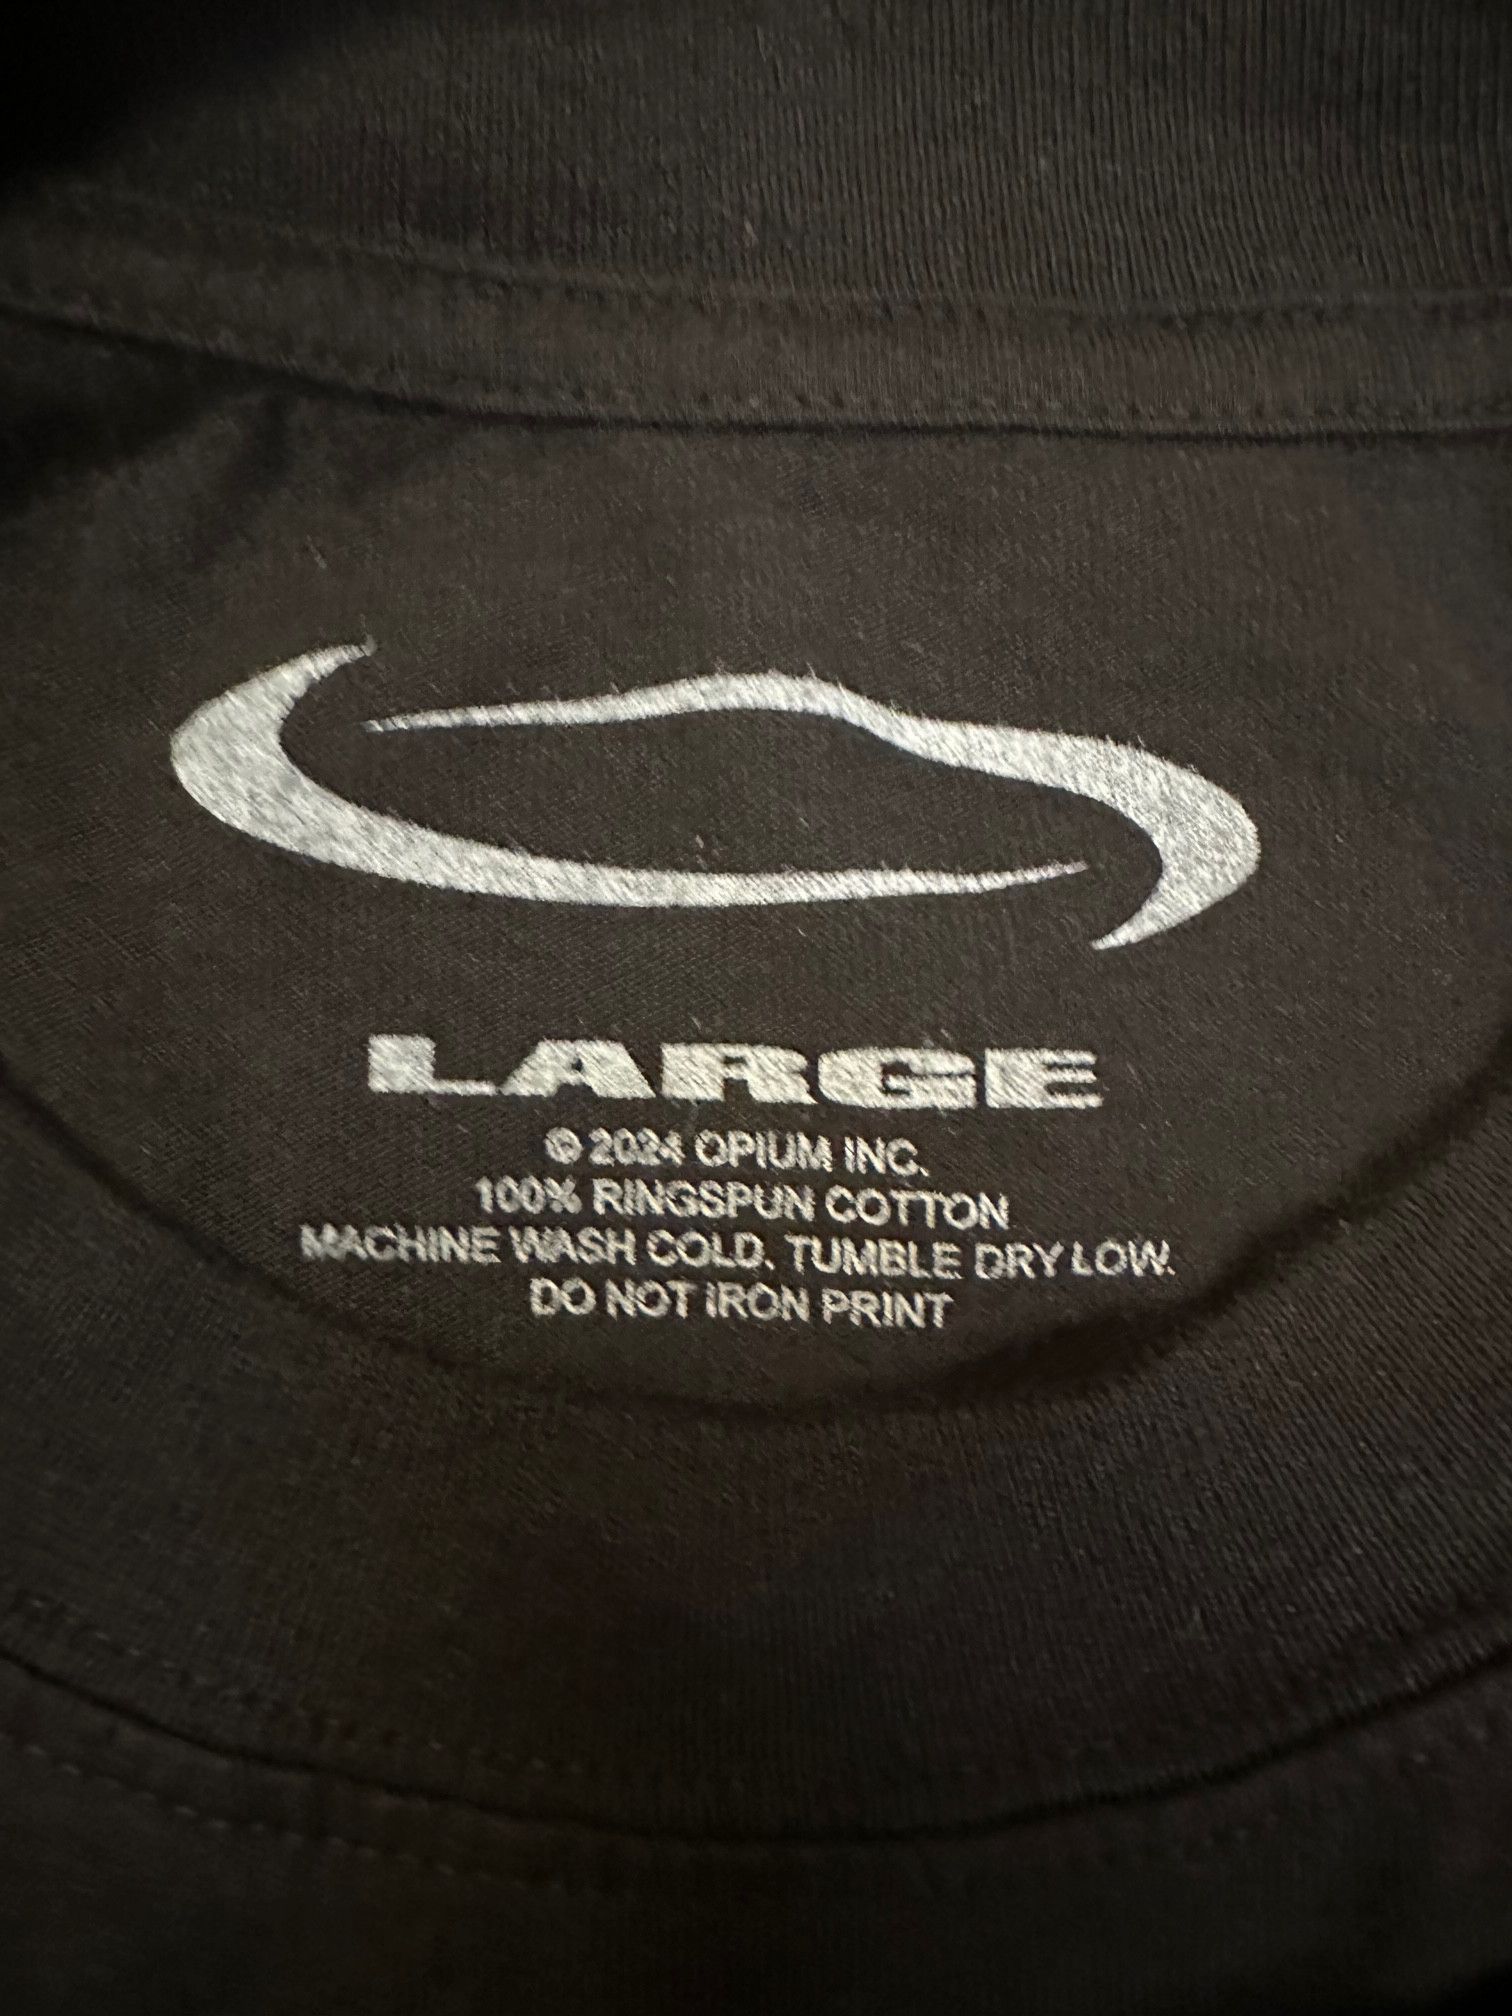 LARGE
© 2024 OPIUM INC.
100% RINGSPUN COTTON
MACHINE WASH COLD. TUMBLE DRY LOW.
DO NOT IRON PRINT